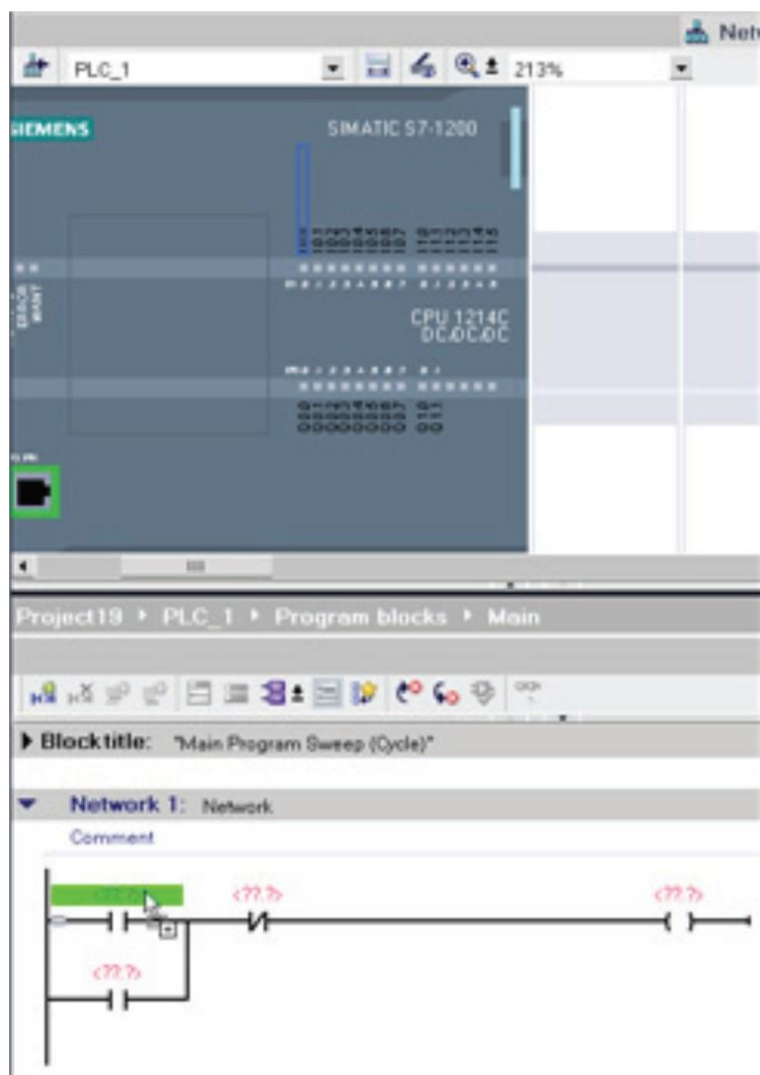 PLC_1
213%
SIEMENS
SIMATIC S7-1200
CPU 1214C
DC/DC/DC
Project19 PLC_1 Program blocks Main
Block title: "Main Program Sweep (Cycle)"
Network 1: Network
Comment
<??.?>
<??.?>
<??.?>
<??.?>